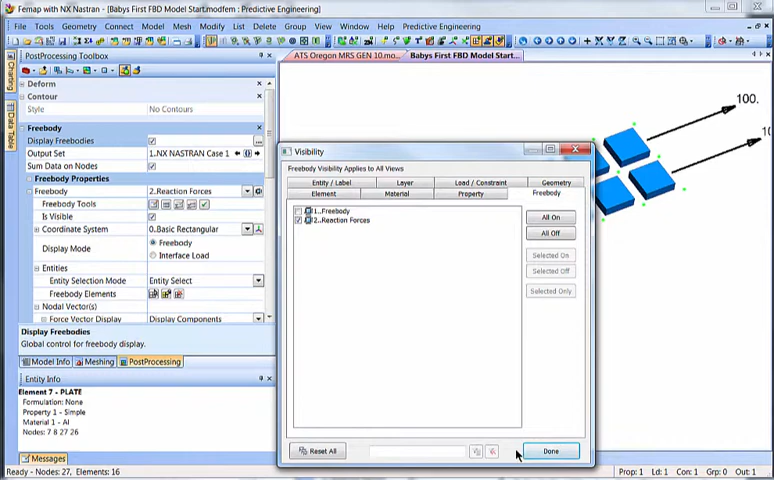 Femap with NX Nastran - [Babys First FBD Model Start.modfem - Predictive Engineering]
File Tools Geometry Connect Model Mesh Modify List Delete Group View Window Help Predictive Engineering
PostProcessing Toolbox
ATS Oregon MRS GEN 10.mo... Babys First FBD Model Start...
Charting
Data Table
Deform
Contour
Style No Contours
Freebody
Display Freebodies
Output Set 1..NX NASTRAN Case 1
Sum Data on Nodes
Freebody Properties
Freebody 2..Reaction Forces
Freebody Tools
Is Visible
Coordinate System 0..Basic Rectangular
Display Mode Freebody
Interface Load
Entities
Entity Selection Mode Entity Select
Freebody Elements
Nodal Vector(s)
Force Vector Display Display Components
Display Freebodies
Global control for freebody display.
Model Info Meshing PostProcessing
Entity Info
Element 7 - PLATE
Formulation: None
Property 1 - Simple
Material 1 - Al
Nodes: 7 8 27 26
Messages
Ready - Nodes: 27, Elements: 16
Visibility
Freebody Visibility Applies to All Views
Entity / Label Layer Load / Constraint Geometry
Element Material Property Freebody
1..Freebody
2..Reaction Forces
All On
All Off
Selected On
Selected Off
Selected Only
Reset All
Done
100.
10
Prop: 1 Ld: 1 Con: 1 Grp: 0 Out: 1